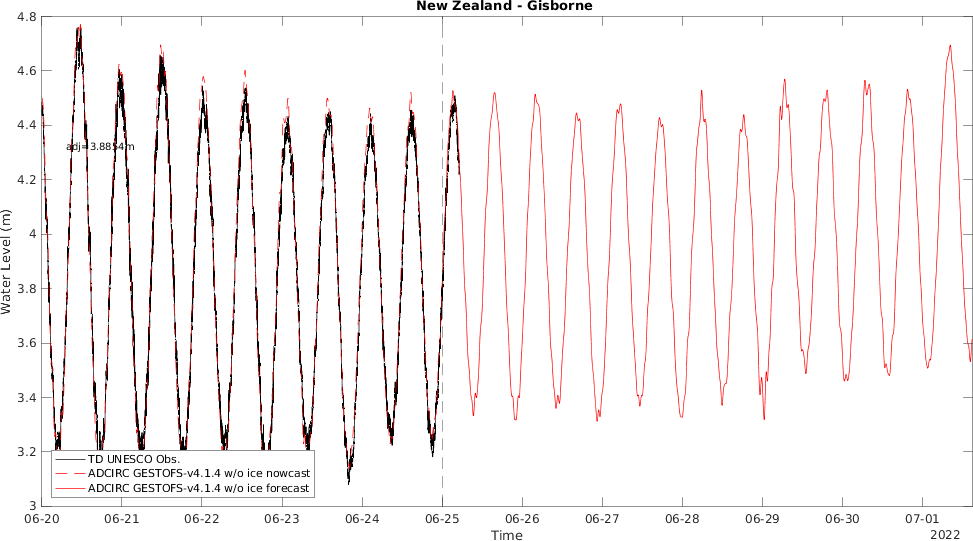 New Zealand - Gisborne
4.8
4.6
4.4
4.2
4
3.8
3.6
3.4
3.2
3
Water Level (m)
adj=3.8854m
TD UNESCO Obs.
ADCIRC GESTOFS-v4.1.4 w/o ice nowcast
ADCIRC GESTOFS-v4.1.4 w/o ice forecast
06-20 06-21 06-22 06-23 06-24 06-25 06-26 06-27 06-28 06-29 06-30 07-01
2022
Time